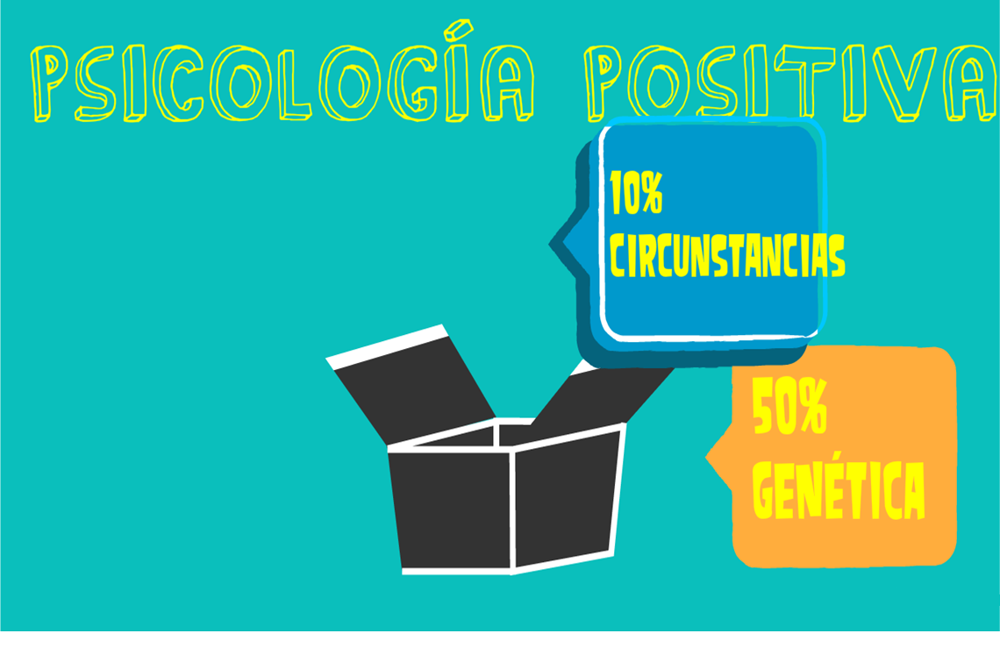 PSICOLOGÍA POSITIVA
10%
CIRCUNSTANCIAS
50%
GENÉTICA